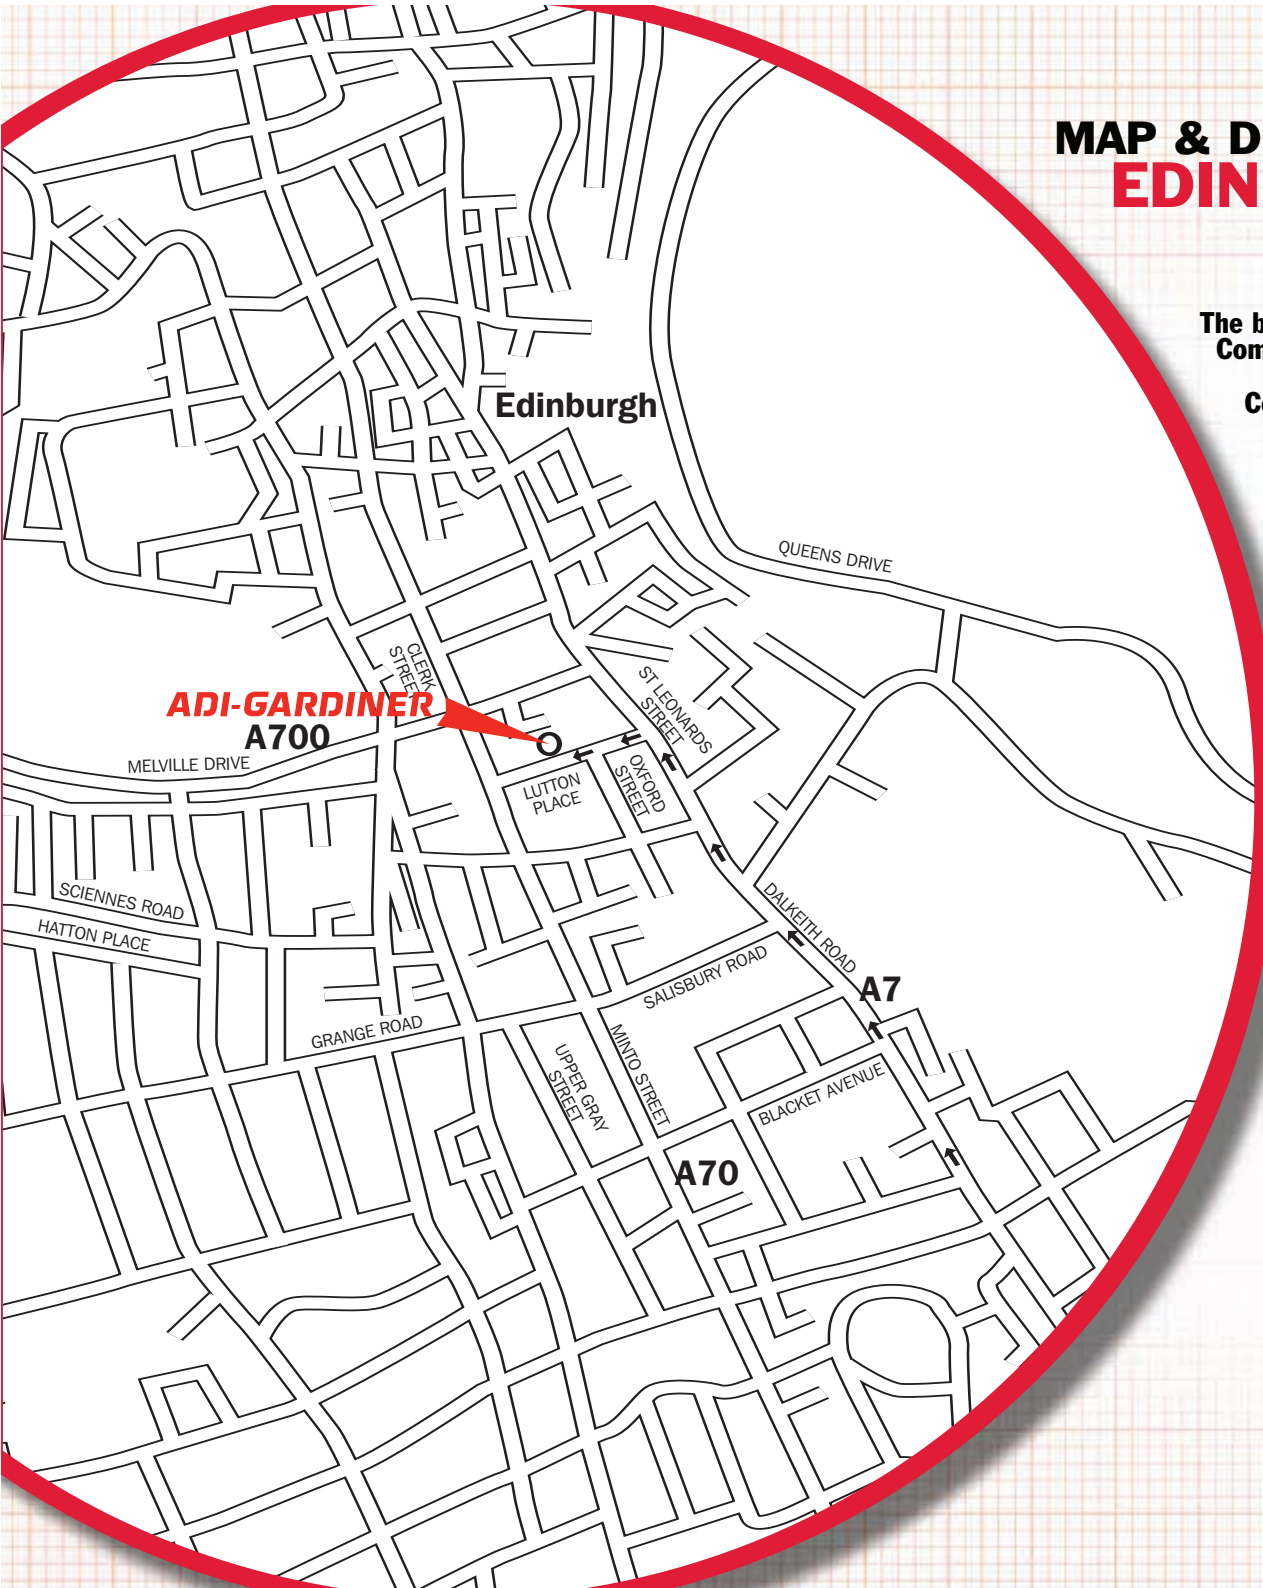 MAP & D
EDIN
The b
Com
Edinburgh
QUEENS DRIVE
CLERK
STREET
ST LEONARDS
STREET
ADI-GARDINER
A700
MELVILLE DRIVE
OXFORD
STREET
LUTTON
PLACE
SCIENNES ROAD
HATTON PLACE
DALKEITH ROAD
SALISBURY ROAD
A7
GRANGE ROAD
MINTO STREET
UPPER GRAY
STREET
BLACKET AVENUE
A70